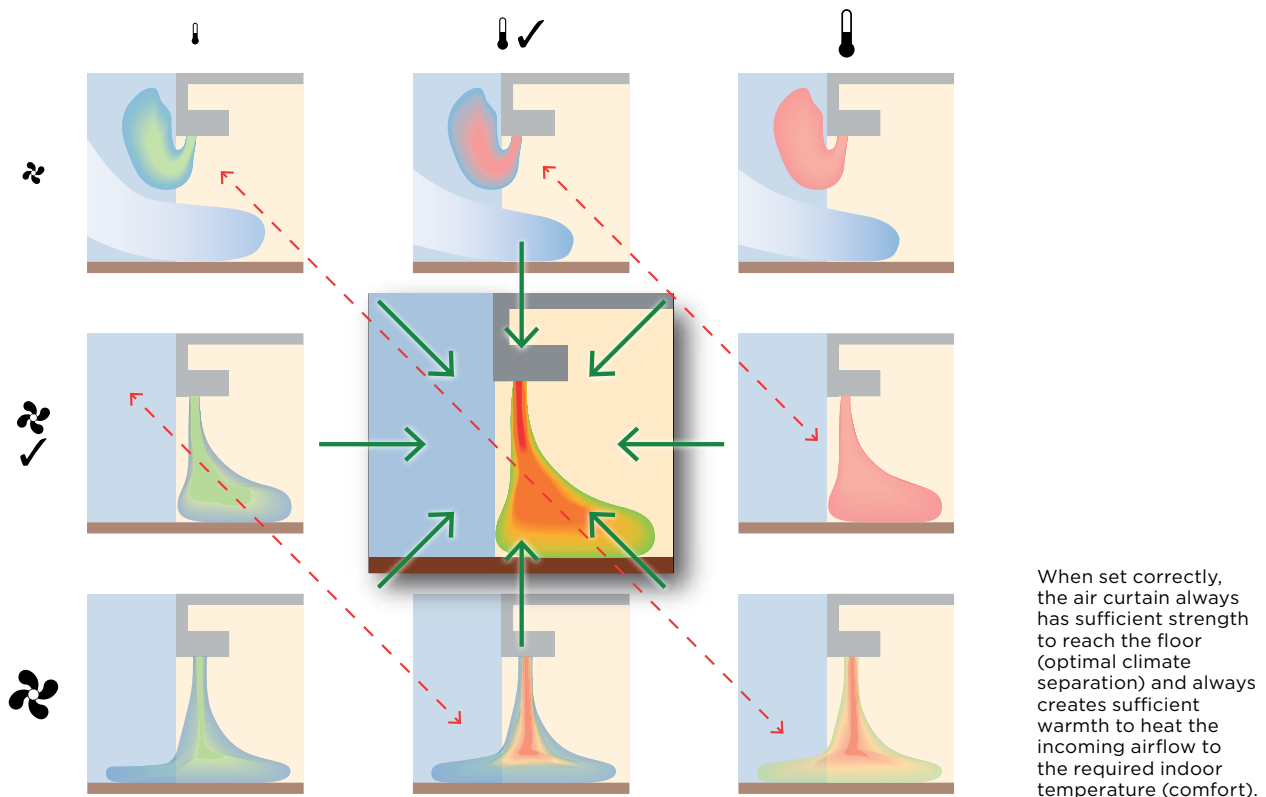 When set correctly,
the air curtain always
has sufficient strength
to reach the floor
(optimal climate
separation) and always
creates sufficient
warmth to heat the
incoming airflow to
the required indoor
temperature (comfort).